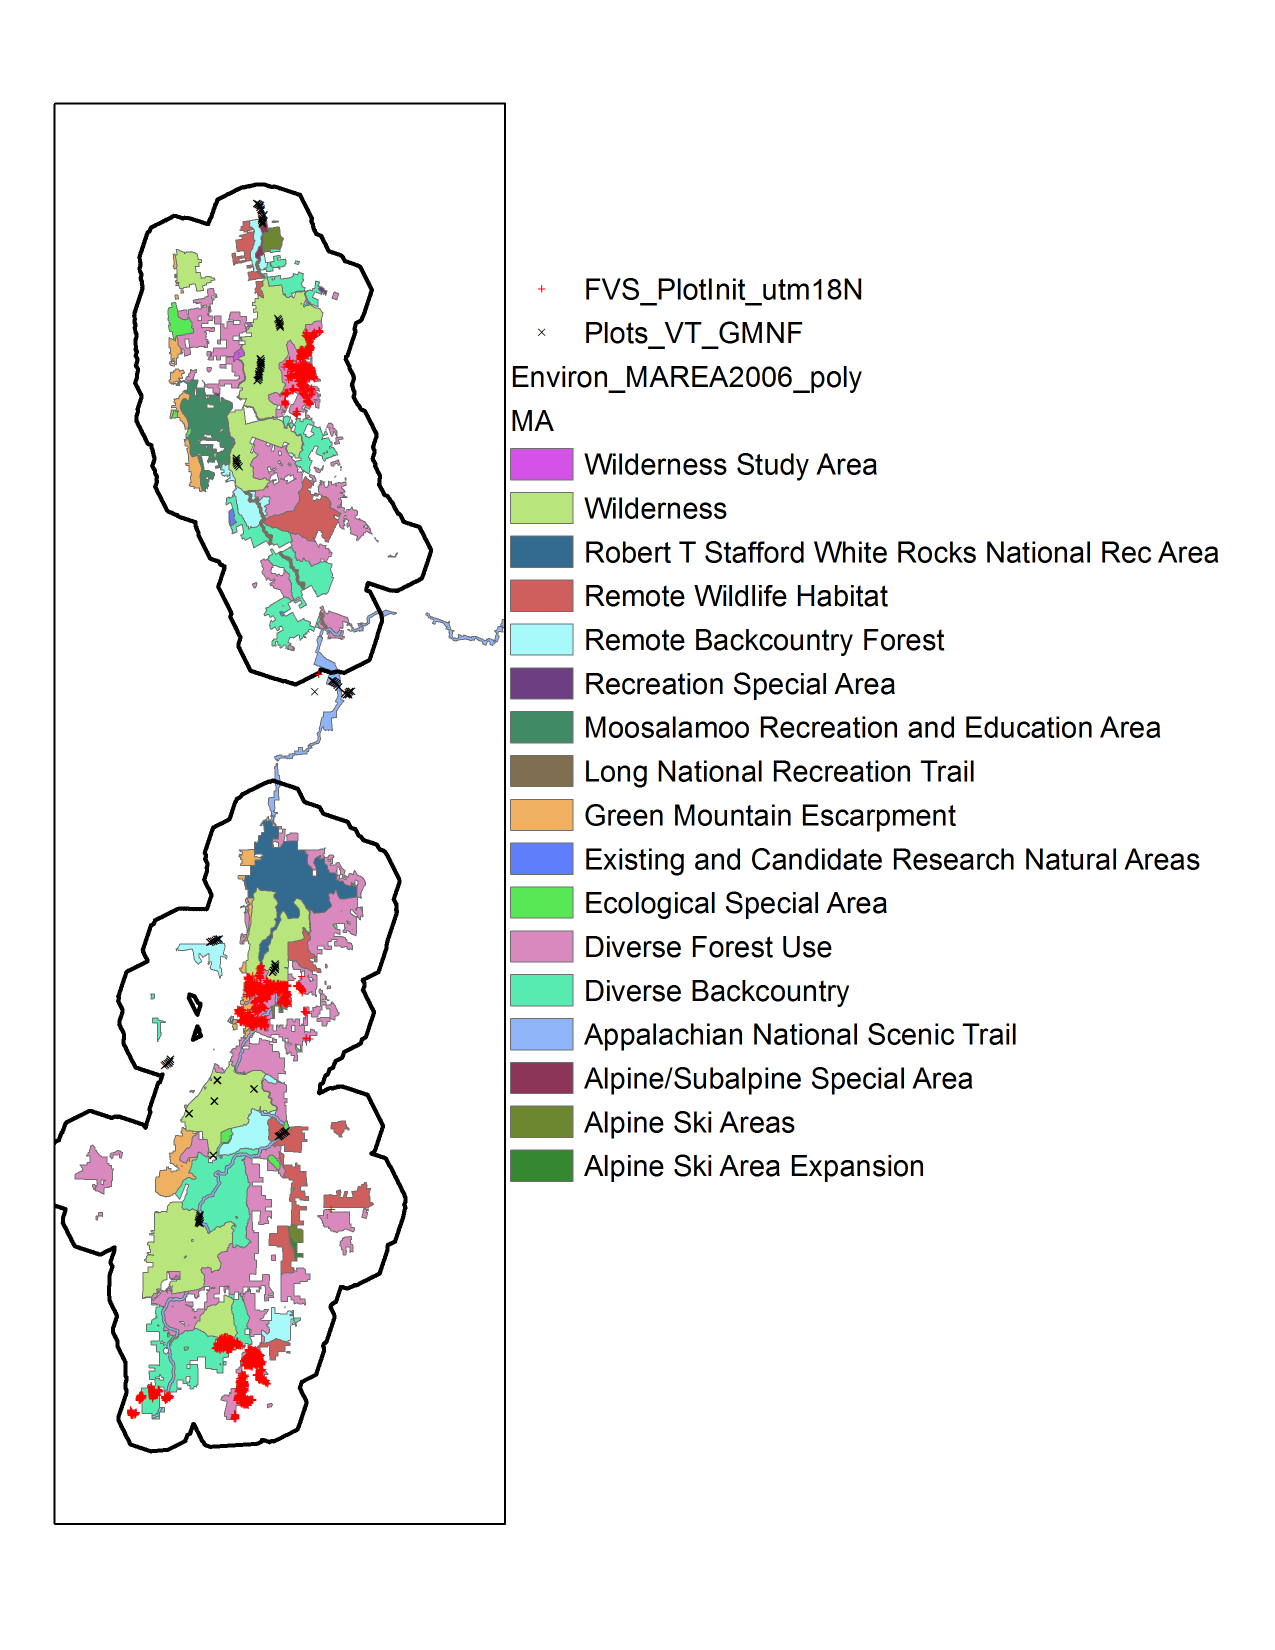 FVS_PlotInit_utm18N
Plots_VT_GMNF
Environ_MAREA2006_poly
MA
Wilderness Study Area
Wilderness
Robert T Stafford White Rocks National Rec Area
Remote Wildlife Habitat
Remote Backcountry Forest
Recreation Special Area
Moosalamoo Recreation and Education Area
Long National Recreation Trail
Green Mountain Escarpment
Existing and Candidate Research Natural Areas
Ecological Special Area
Diverse Forest Use
Diverse Backcountry
Appalachian National Scenic Trail
Alpine/Subalpine Special Area
Alpine Ski Areas
Alpine Ski Area Expansion